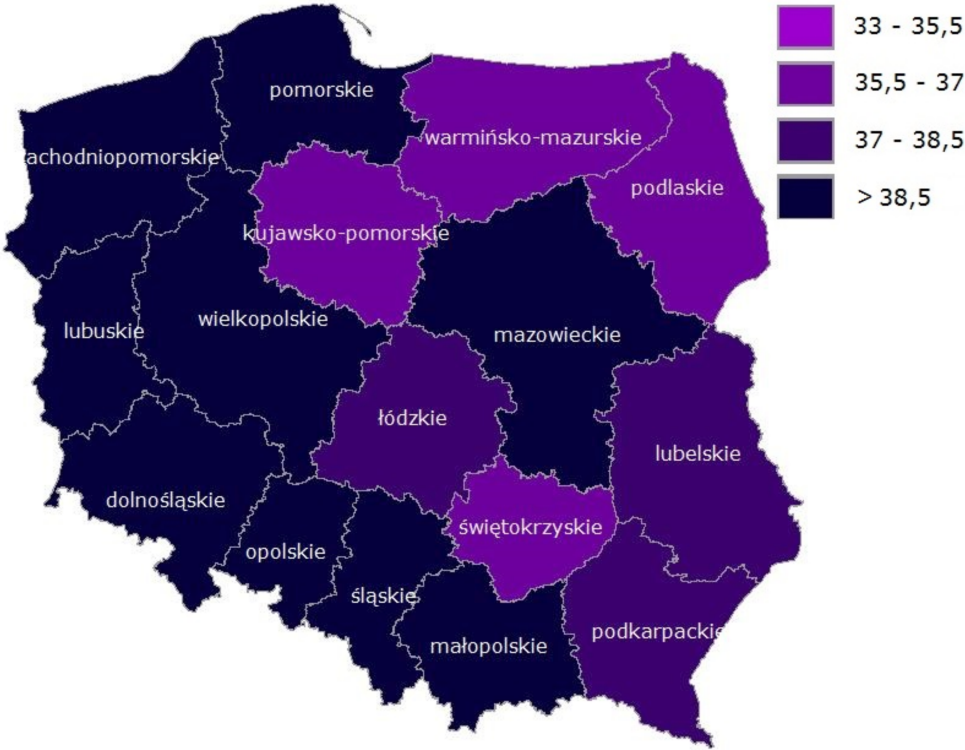 33 - 35,5
35,5 - 37
37 - 38,5
> 38,5
pomorskie
warmińsko-mazurskie
achodniopomorskie
podlaskie
kujawsko-pomorskie
wielkopolskie
lubuskie
mazowieckie
łódzkie
lubelskie
dolnośląskie
świętokrzyskie
opolskie
śląskie
podkarpackie
małopolskie